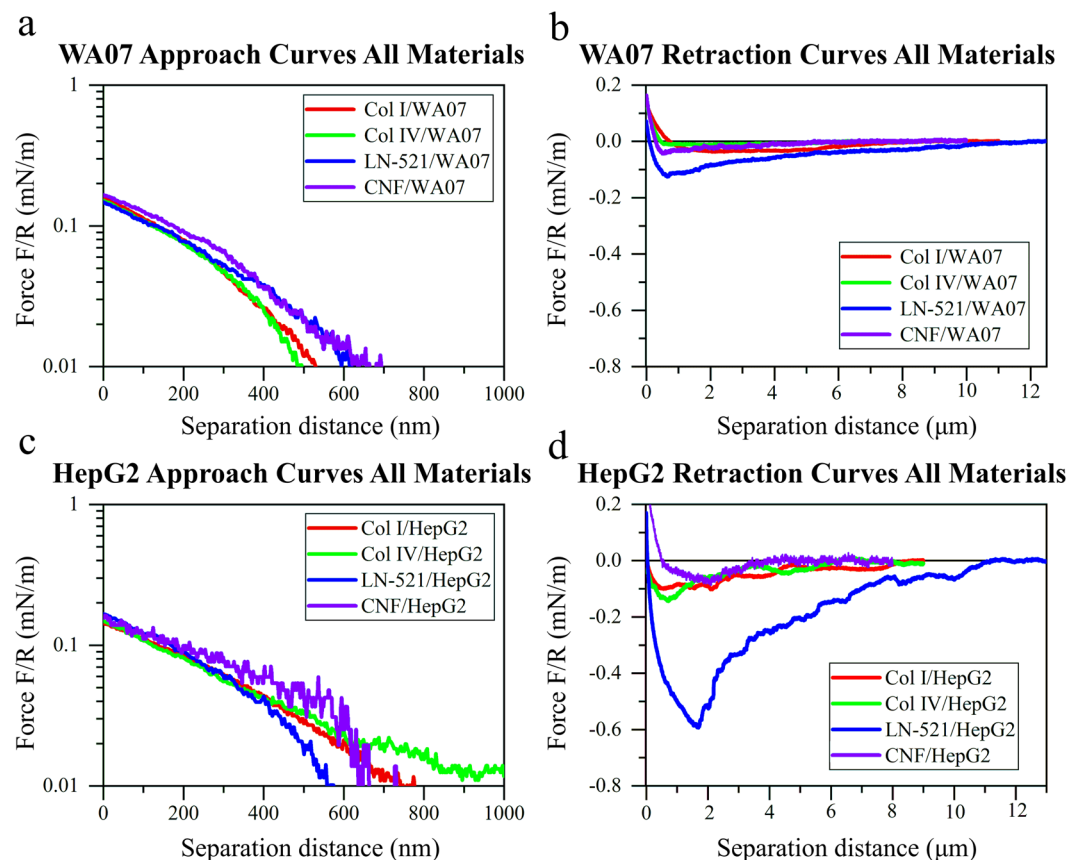 a
WA07 Approach Curves All Materials
1
0.1
0.01
Force F/R (mN/m)
Col I/WA07
Col IV/WA07
LN-521/WA07
CNF/WA07
0 200 400 600 800 1000
Separation distance (nm)
b
WA07 Retraction Curves All Materials
0.2
0.0
-0.2
-0.4
-0.6
-0.8
Force F/R (mN/m)
Col I/WA07
Col IV/WA07
LN-521/WA07
CNF/WA07
0 2 4 6 8 10 12
Separation distance (μm)
c
HepG2 Approach Curves All Materials
1
0.1
0.01
Force F/R (mN/m)
Col I/HepG2
Col IV/HepG2
LN-521/HepG2
CNF/HepG2
0 200 400 600 800 1000
Separation distance (nm)
d
HepG2 Retraction Curves All Materials
0.2
0.0
-0.2
-0.4
-0.6
-0.8
Force F/R (mN/m)
Col I/HepG2
Col IV/HepG2
LN-521/HepG2
CNF/HepG2
0 2 4 6 8 10 12
Separation distance (μm)